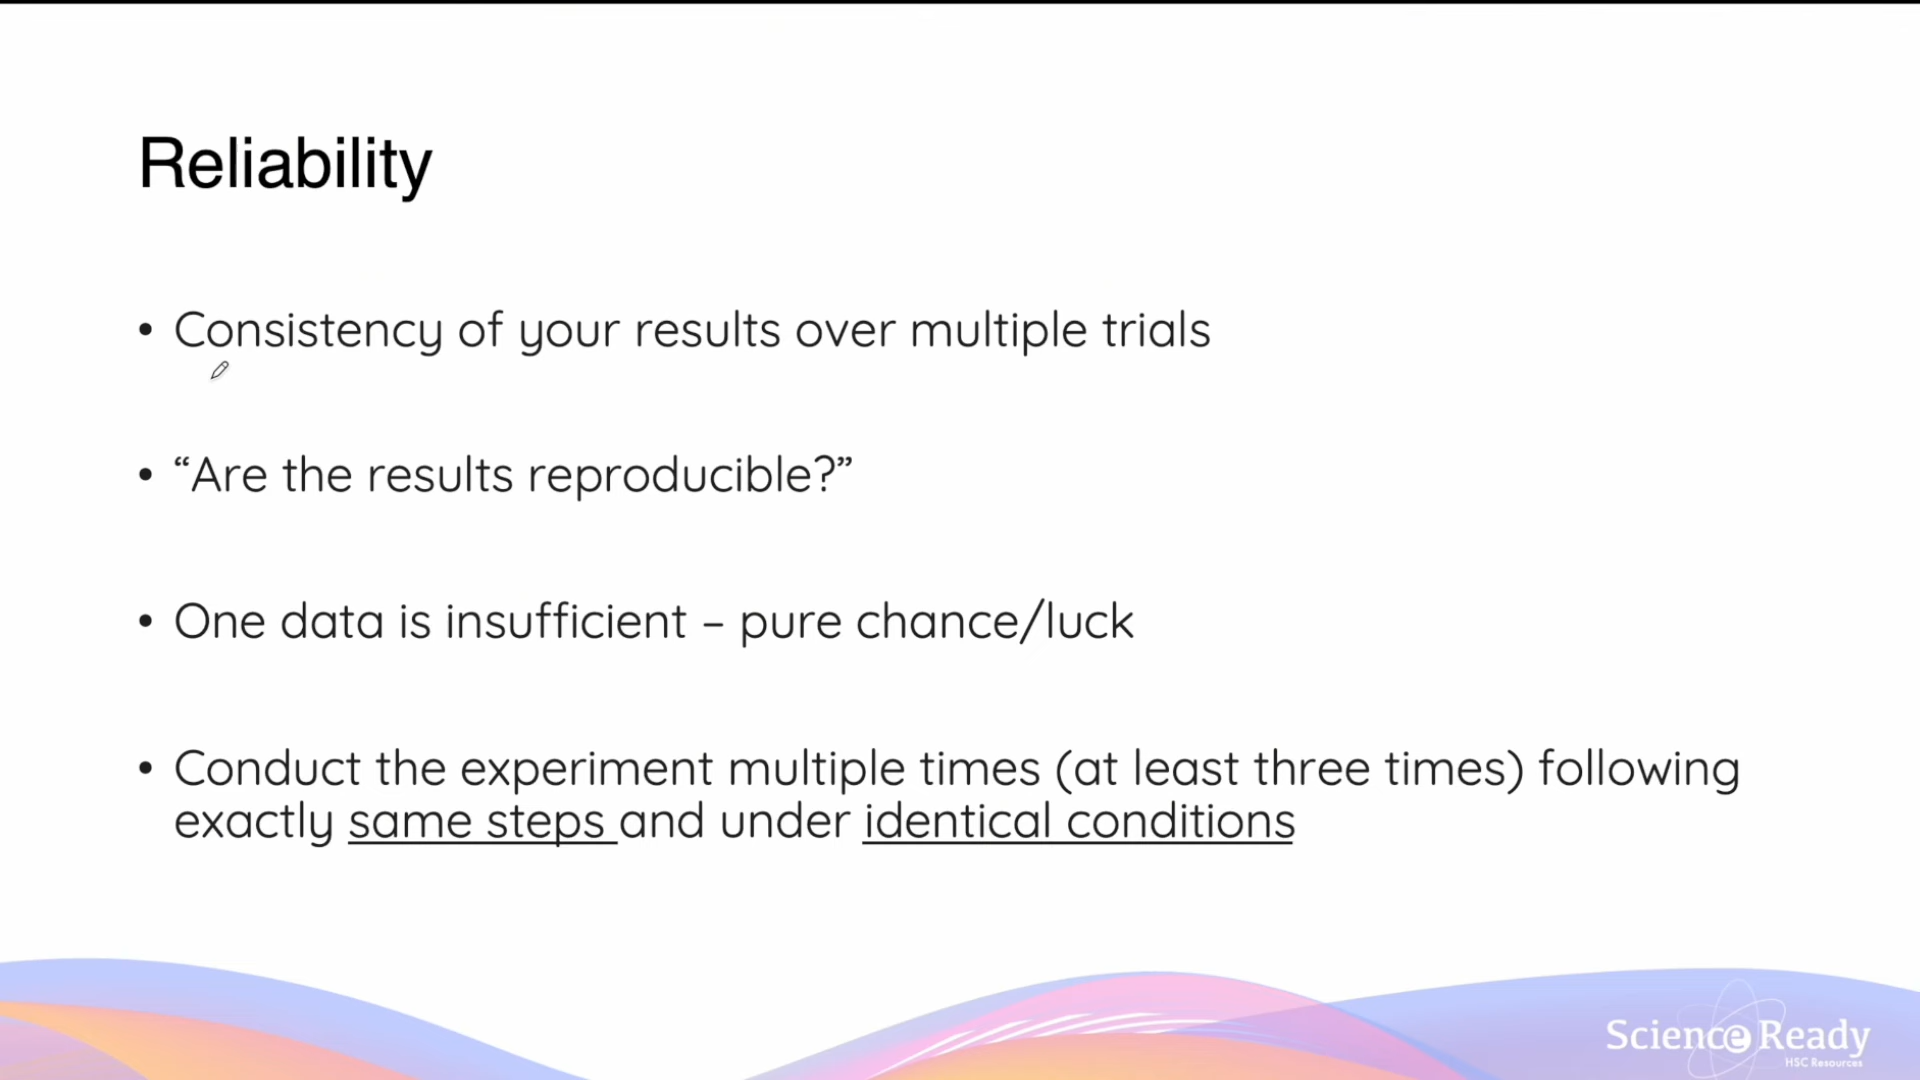 Reliability
• Consistency of your results over multiple trials
• “Are the results reproducible?”
• One data is insufficient – pure chance/luck
• Conduct the experiment multiple times (at least three times) following
exactly same steps and under identical conditions
Science Ready
HSC Resources